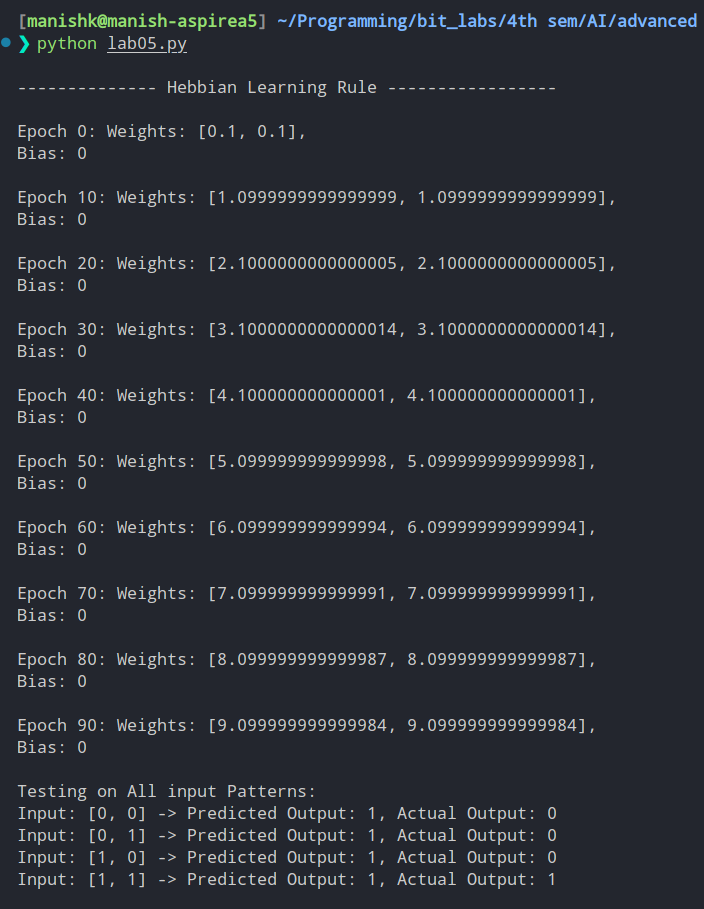 [manishk@manish-aspirea5] ~/Programming/bit_labs/4th sem/AI/advanced
❯ python lab05.py
-------------- Hebbian Learning Rule -----------------
Epoch 0: Weights: [0.1, 0.1],
Bias: 0
Epoch 10: Weights: [1.0999999999999999, 1.0999999999999999],
Bias: 0
Epoch 20: Weights: [2.1000000000000005, 2.1000000000000005],
Bias: 0
Epoch 30: Weights: [3.1000000000000014, 3.1000000000000014],
Bias: 0
Epoch 40: Weights: [4.100000000000001, 4.100000000000001],
Bias: 0
Epoch 50: Weights: [5.099999999999998, 5.099999999999998],
Bias: 0
Epoch 60: Weights: [6.099999999999994, 6.099999999999994],
Bias: 0
Epoch 70: Weights: [7.099999999999991, 7.099999999999991],
Bias: 0
Epoch 80: Weights: [8.099999999999987, 8.099999999999987],
Bias: 0
Epoch 90: Weights: [9.099999999999984, 9.099999999999984],
Bias: 0
Testing on All input Patterns:
Input: [0, 0] -> Predicted Output: 1, Actual Output: 0
Input: [0, 1] -> Predicted Output: 1, Actual Output: 0
Input: [1, 0] -> Predicted Output: 1, Actual Output: 0
Input: [1, 1] -> Predicted Output: 1, Actual Output: 1